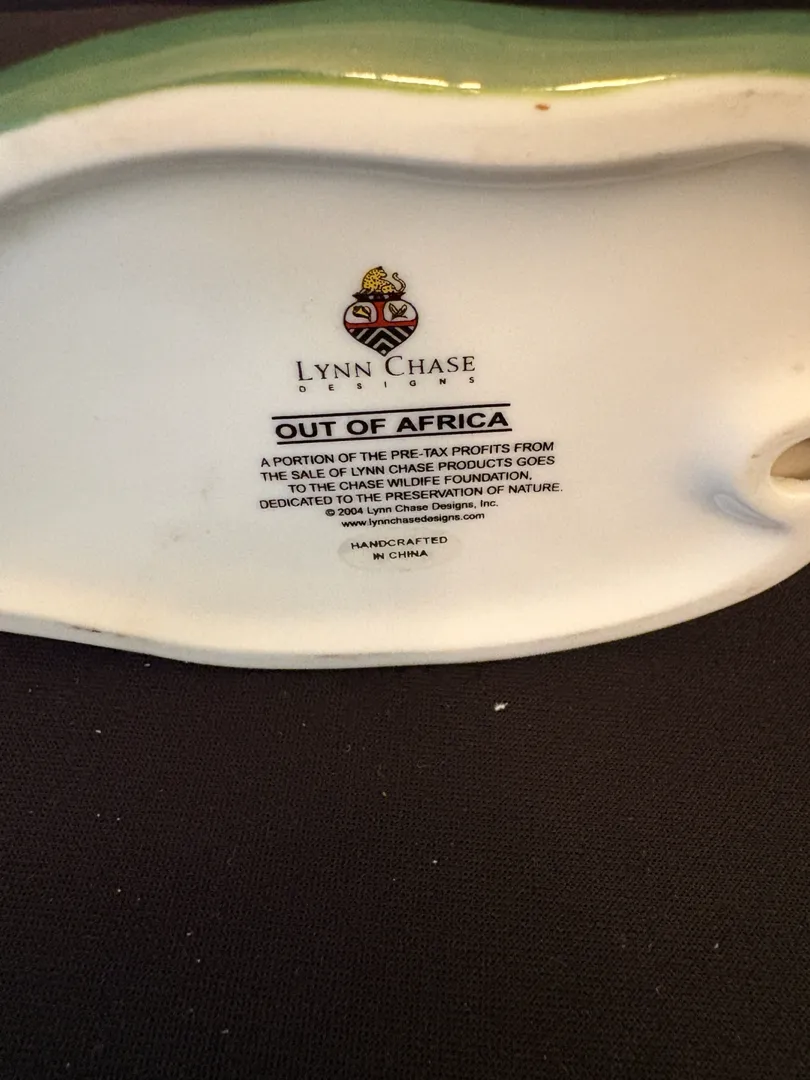 LYNN CHASE
DESIGNS
OUT OF AFRICA
A PORTION OF THE PRE-TAX PROFITS FROM
THE SALE OF LYNN CHASE PRODUCTS GOES
TO THE CHASE WILDIFE FOUNDATION,
DEDICATED TO THE PRESERVATION OF NATURE.
© 2004 Lynn Chase Designs, Inc.
www.lynnchasedesigns.com
HANDCRAFTED
IN CHINA